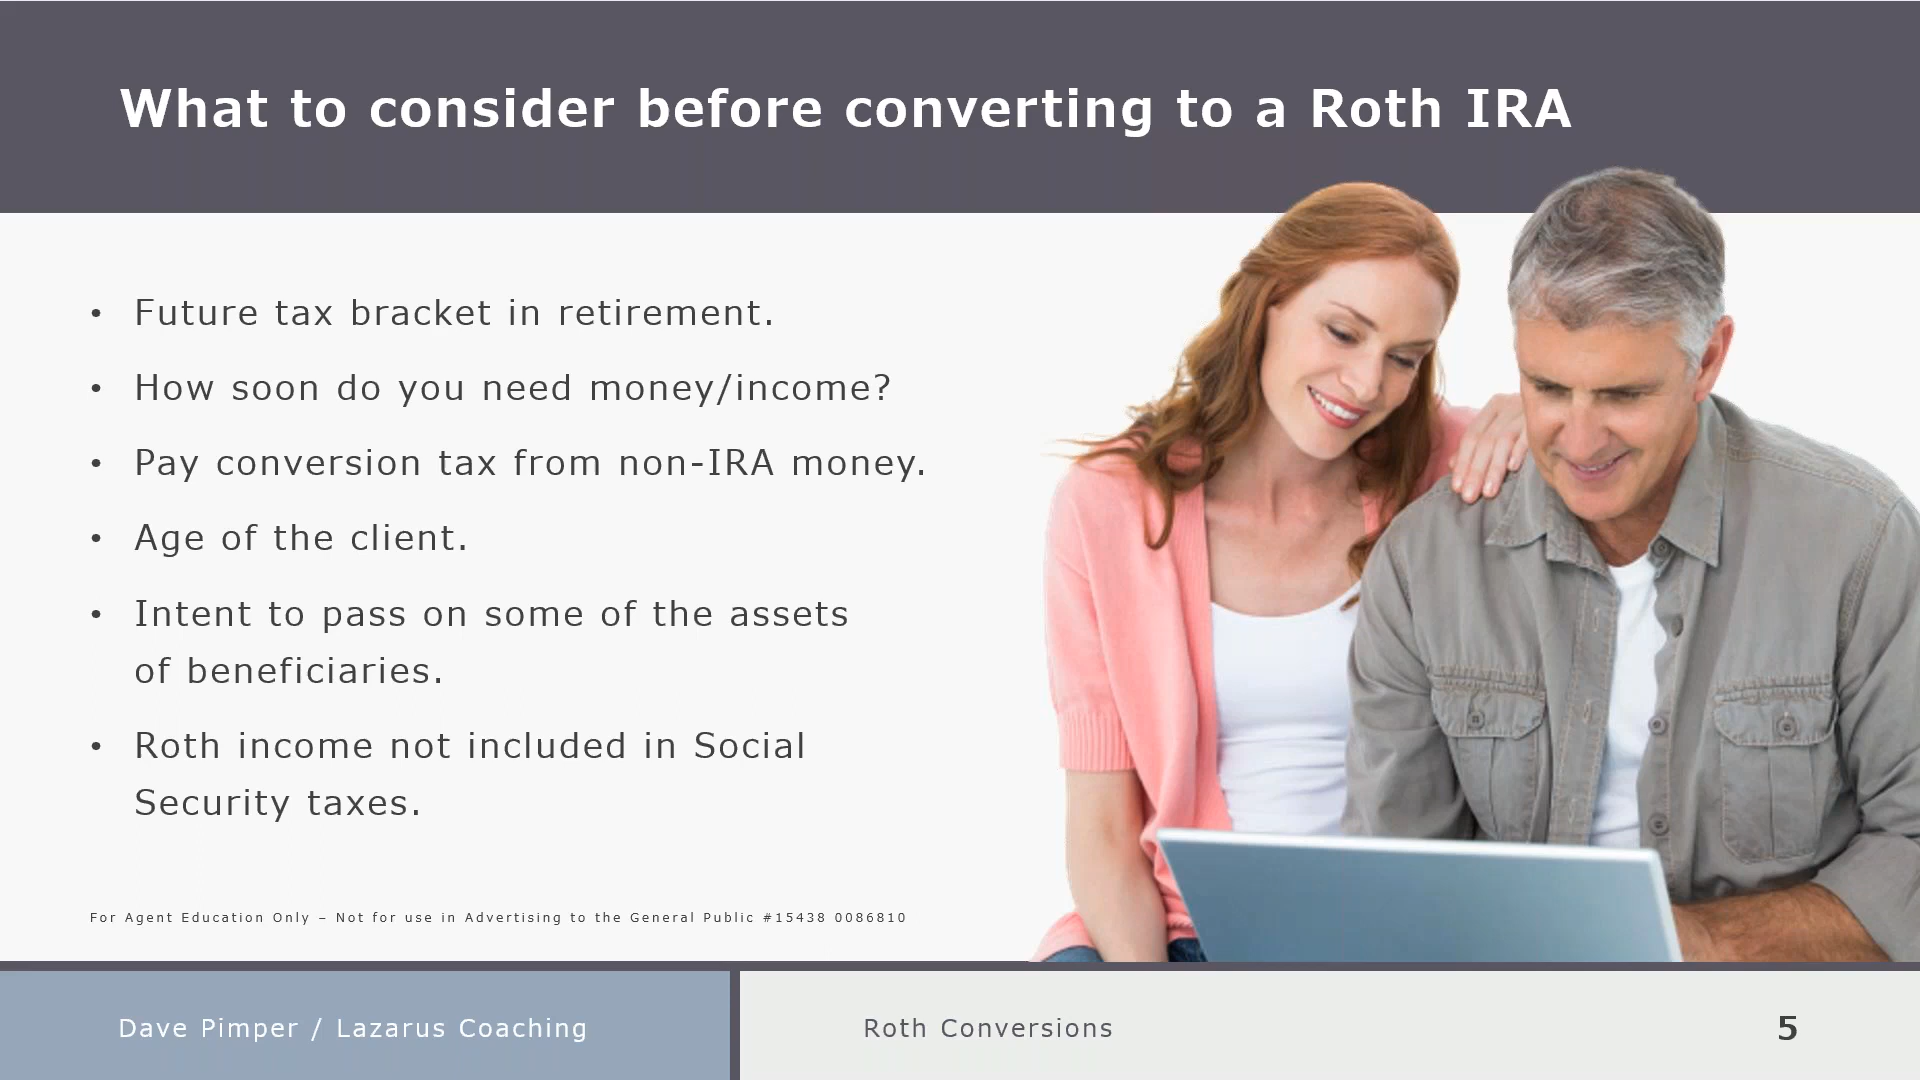 What to consider before converting to a Roth IRA
• Future tax bracket in retirement.
• How soon do you need money/income?
• Pay conversion tax from non-IRA money.
• Age of the client.
• Intent to pass on some of the assets
of beneficiaries.
• Roth income not included in Social
Security taxes.
For Agent Education Only – Not for use in Advertising to the General Public #15438 0086810
Dave Pimper / Lazarus Coaching
Roth Conversions
5